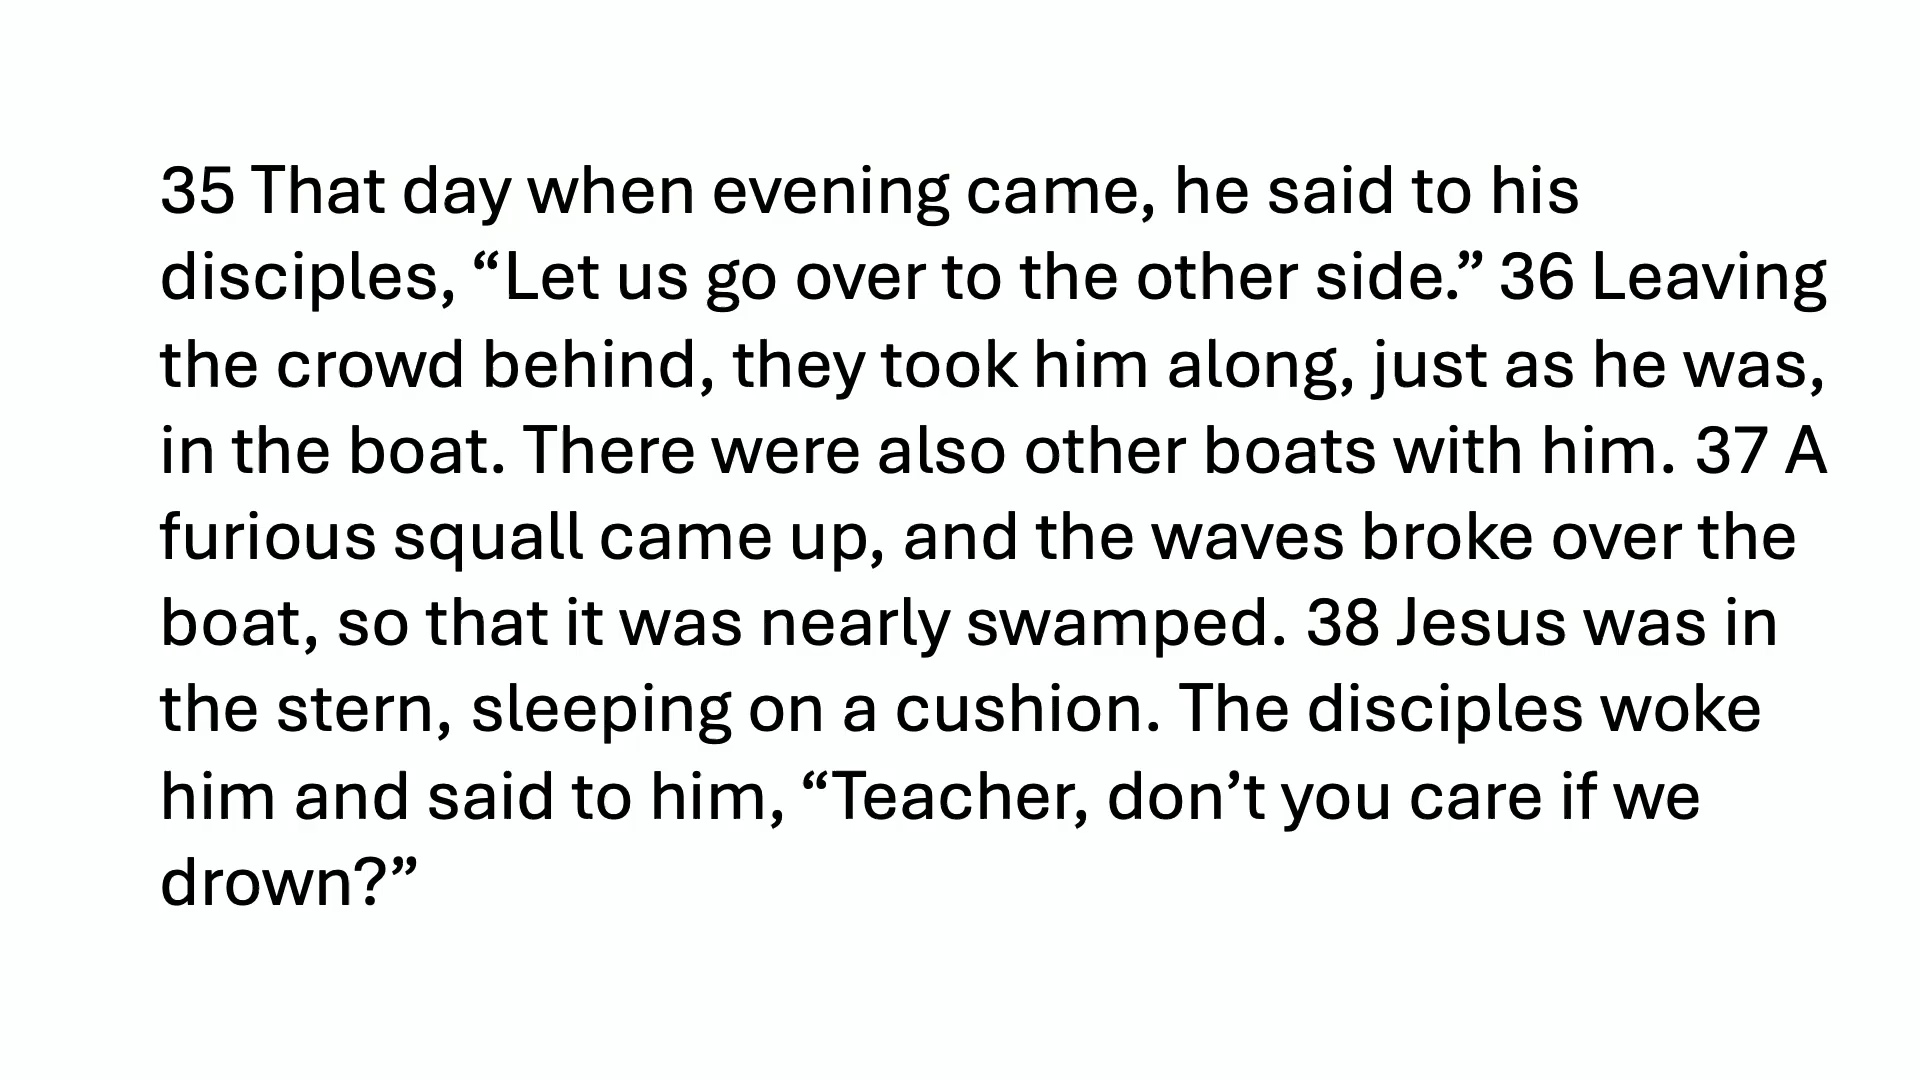 35 That day when evening came, he said to his
disciples, “Let us go over to the other side.” 36 Leaving
the crowd behind, they took him along, just as he was,
in the boat. There were also other boats with him. 37 A
furious squall came up, and the waves broke over the
boat, so that it was nearly swamped. 38 Jesus was in
the stern, sleeping on a cushion. The disciples woke
him and said to him, “Teacher, don’t you care if we
drown?”